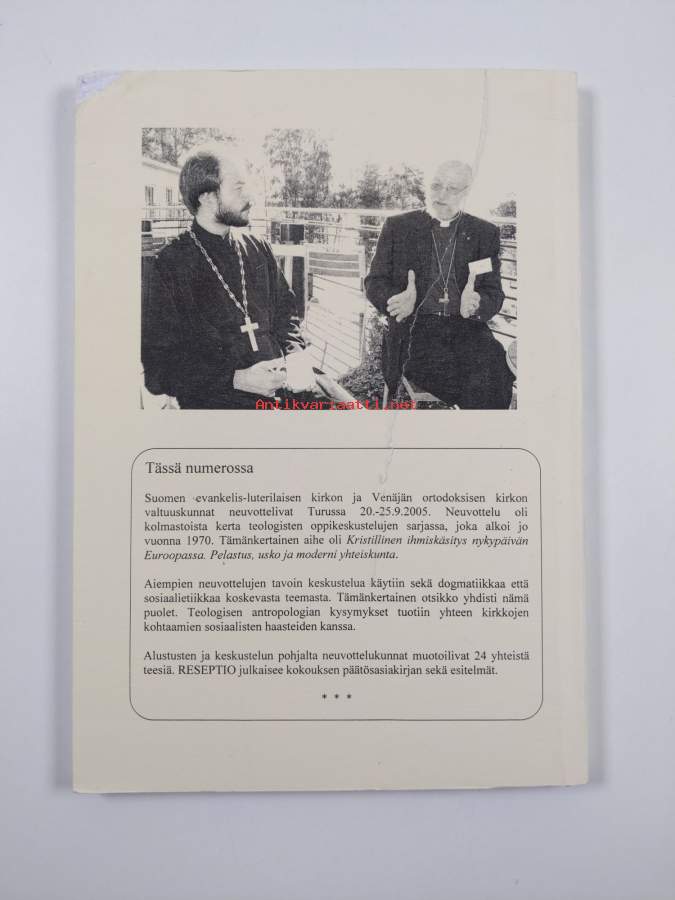 Antikvariaatti.net
Tässä numerossa
Suomen evankelis-luterilaisen kirkon ja Venäjän ortodoksisen kirkon
valtuuskunnat neuvottelivat Turussa 20.-25.9.2005. Neuvottelu oli
kolmastoista kerta teologisten oppikeskustelujen sarjassa, joka alkoi jo
vuonna 1970. Tämänkertainen aihe oli Kristillinen ihmiskäsitys nykypäivän
Euroopassa. Pelastus, usko ja moderni yhteiskunta.
Aiempien neuvottelujen tavoin keskustelua käytiin sekä dogmatiikkaa että
sosiaalietiikkaa koskevasta teemasta. Tämänkertainen otsikko yhdisti nämä
puolet. Teologisen antropologian kysymykset tuotiin yhteen kirkkojen
kohtaamien sosiaalisten haasteiden kanssa.
Alustusten ja keskustelun pohjalta neuvottelukunnat muotoilivat 24 yhteistä
teesiä. RESEPTIO julkaisee kokouksen päätösasiakirjan sekä esitelmät.
* * *